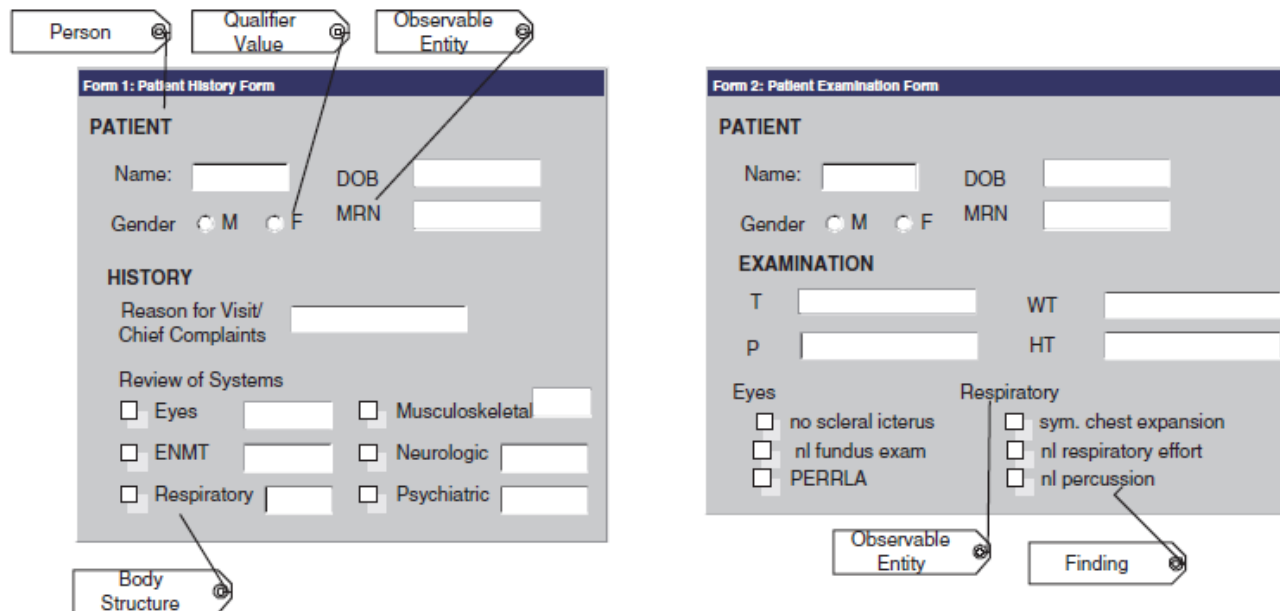 Person
Qualifier
Value
Observable
Entity
Form 1: Patient History Form
PATIENT
Name:
DOB
Gender
M
F
MRN
HISTORY
Reason for Visit/
Chief Complaints
Review of Systems
Eyes
Musculoskeletal
ENMT
Neurologic
Respiratory
Psychiatric
Body
Structure
Form 2: Patient Examination Form
PATIENT
Name:
DOB
Gender
M
F
MRN
EXAMINATION
T
WT
P
HT
Eyes
Respiratory
no scleral icterus
sym. chest expansion
nl fundus exam
nl respiratory effort
PERRLA
nl percussion
Observable
Entity
Finding